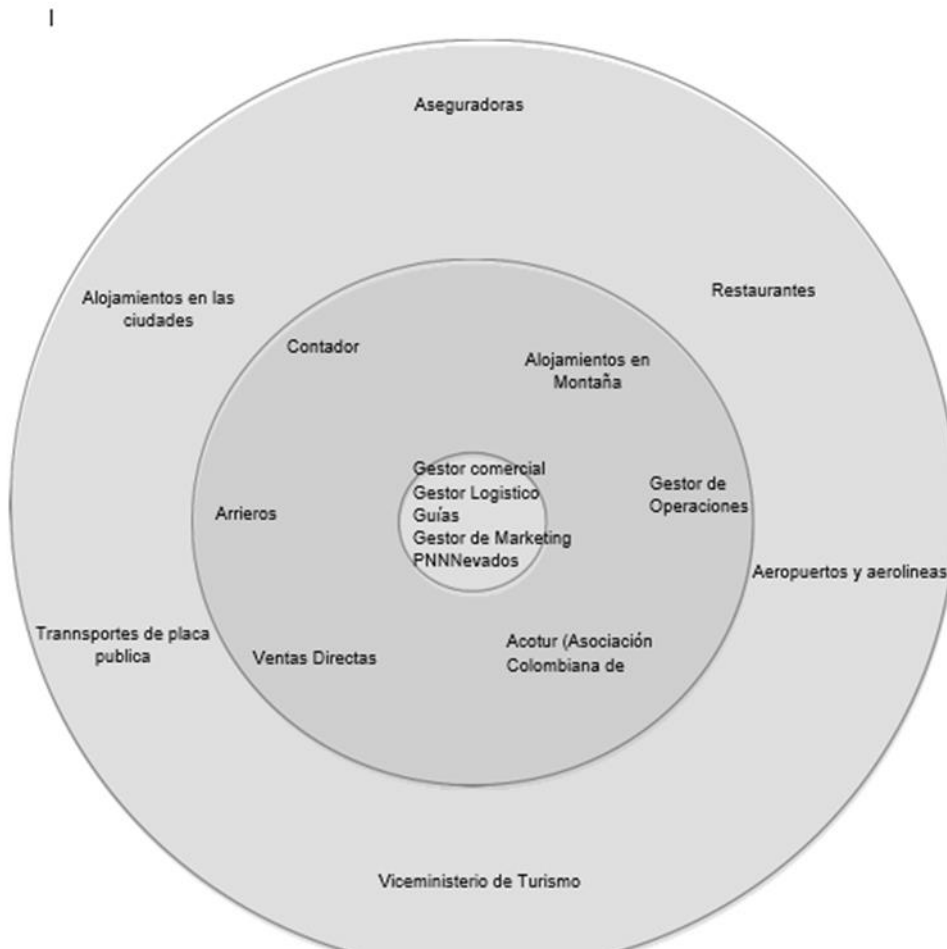 l
Aseguradoras
Restaurantes
Alojamientos en las
ciudades
Contador
Alojamientos en
Montaña
Gestor comercial
Gestor Logistico
Guías
Gestor de Marketing
PNNNevados
Gestor de
Operaciones
Arrieros
Aeropuertos y aerolineas
Trannsportes de placa
publica
Ventas Directas
Acotur (Asociación
Colombiana de
Viceministerio de Turismo